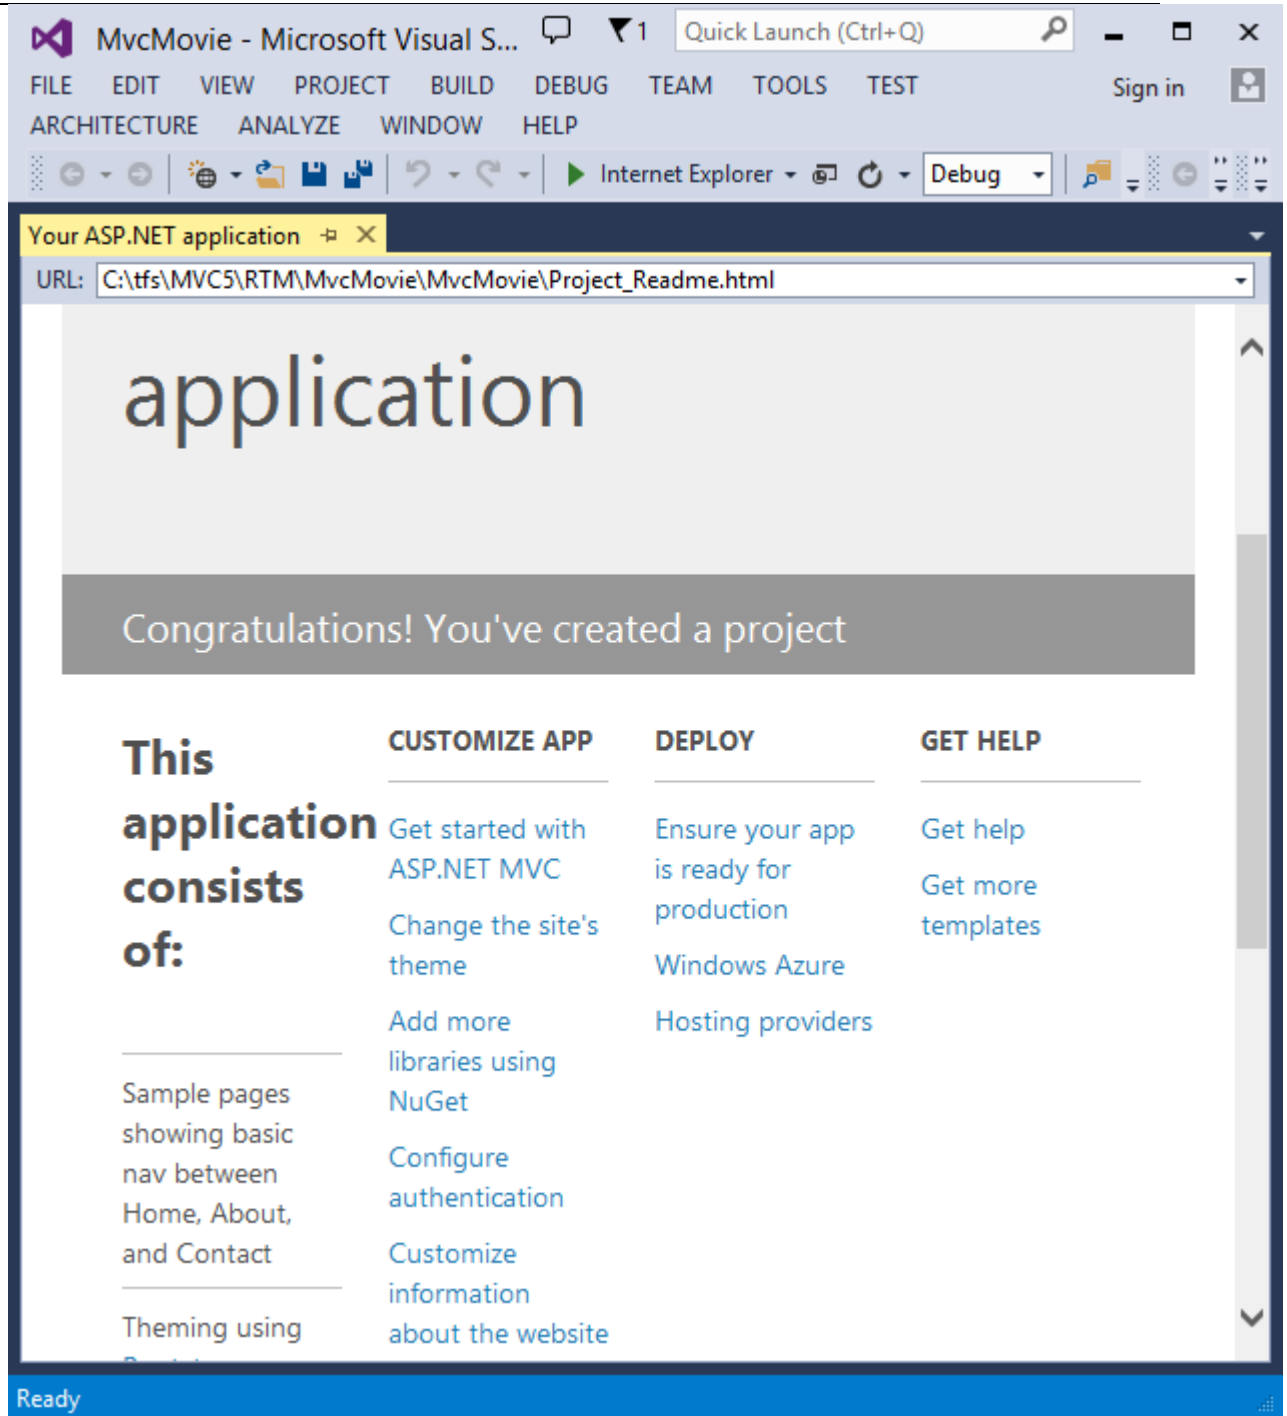 MvcMovie - Microsoft Visual S...
1
Quick Launch (Ctrl+Q)
FILE EDIT VIEW PROJECT BUILD DEBUG TEAM TOOLS TEST
Sign in
ARCHITECTURE ANALYZE WINDOW HELP
Internet Explorer
Debug
Your ASP.NET application
URL: C:\tfs\MVC5\RTM\MvcMovie\MvcMovie\Project_Readme.html
application
Congratulations! You've created a project
This
application
consists
of:
Sample pages
showing basic
nav between
Home, About,
and Contact
Theming using
CUSTOMIZE APP
Get started with
ASP.NET MVC
Change the site's
theme
Add more
libraries using
NuGet
Configure
authentication
Customize
information
about the website
DEPLOY
Ensure your app
is ready for
production
Windows Azure
Hosting providers
GET HELP
Get help
Get more
templates
Ready